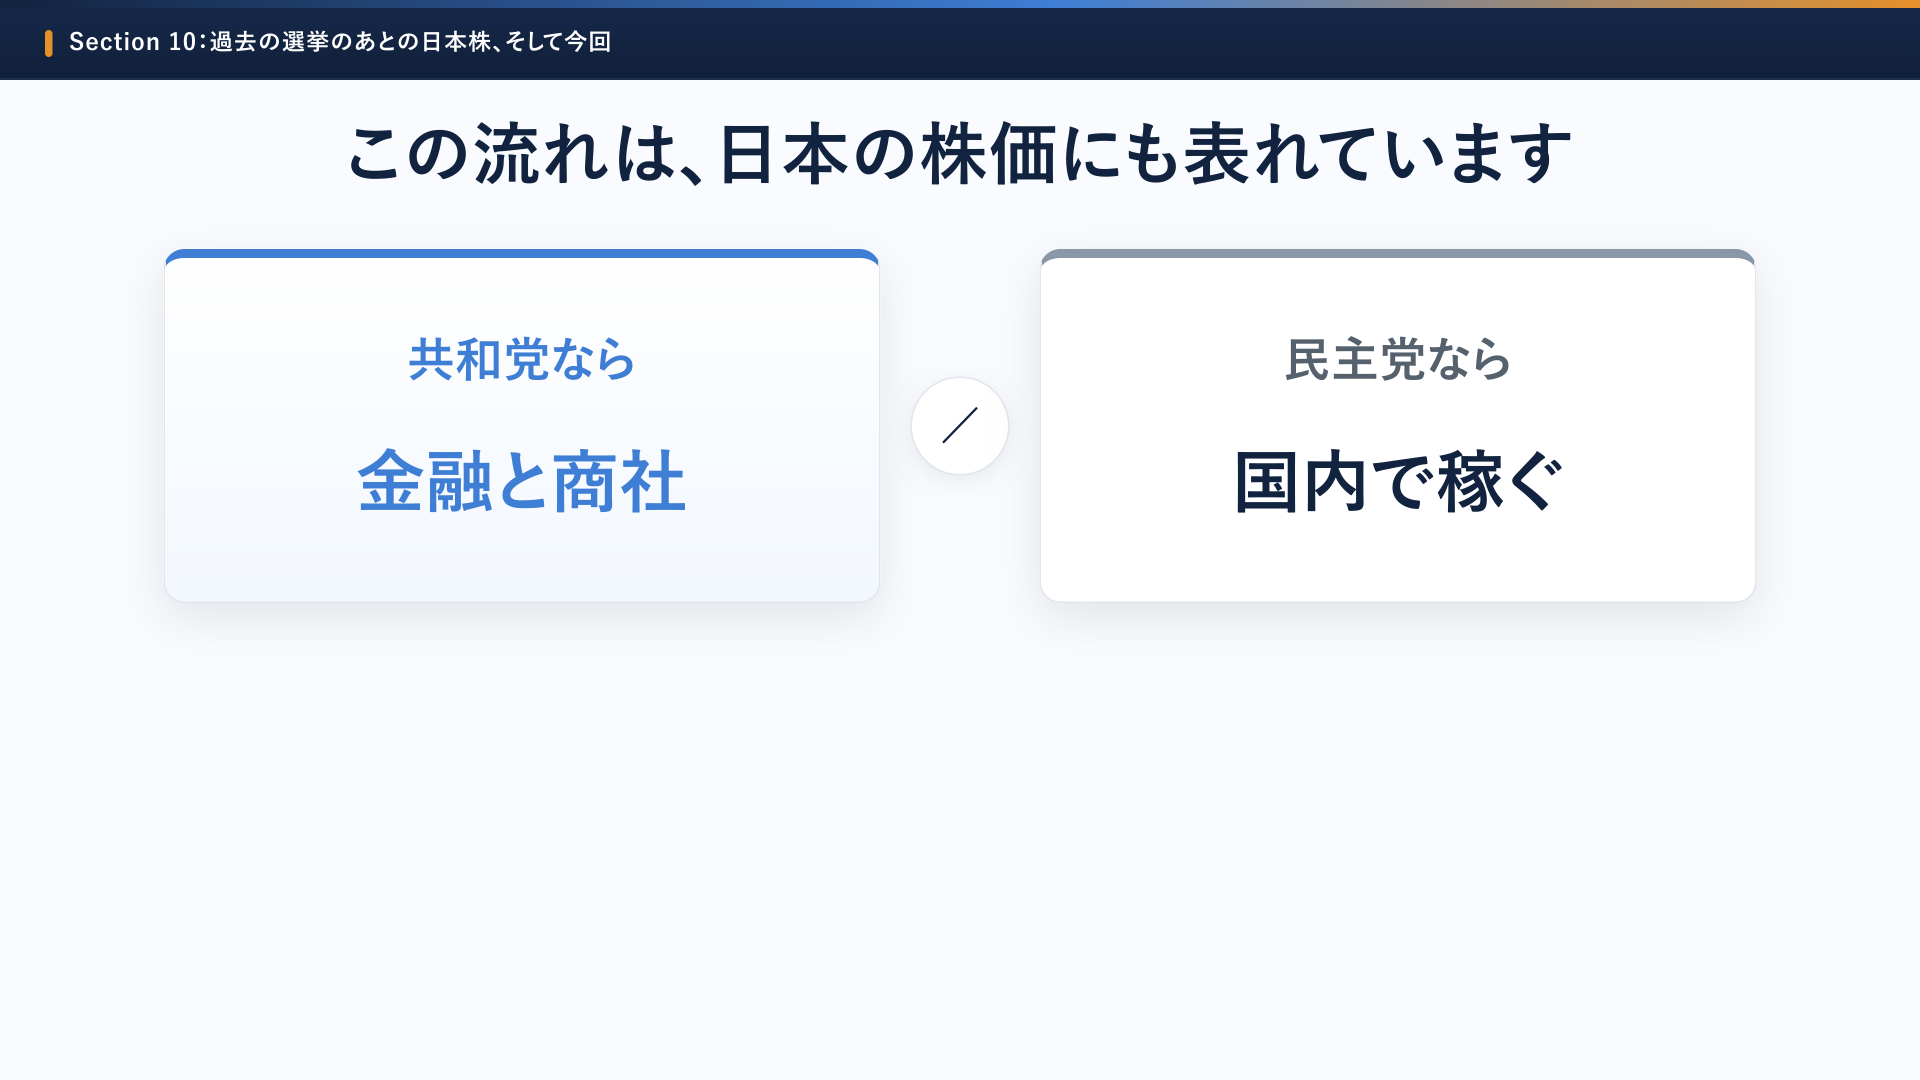 Section 10：過去の選挙のあとの日本株、そして今回
この流れは、日本の株価にも表れています
共和党なら
金融と商社
／
民主党なら
国内で稼ぐ